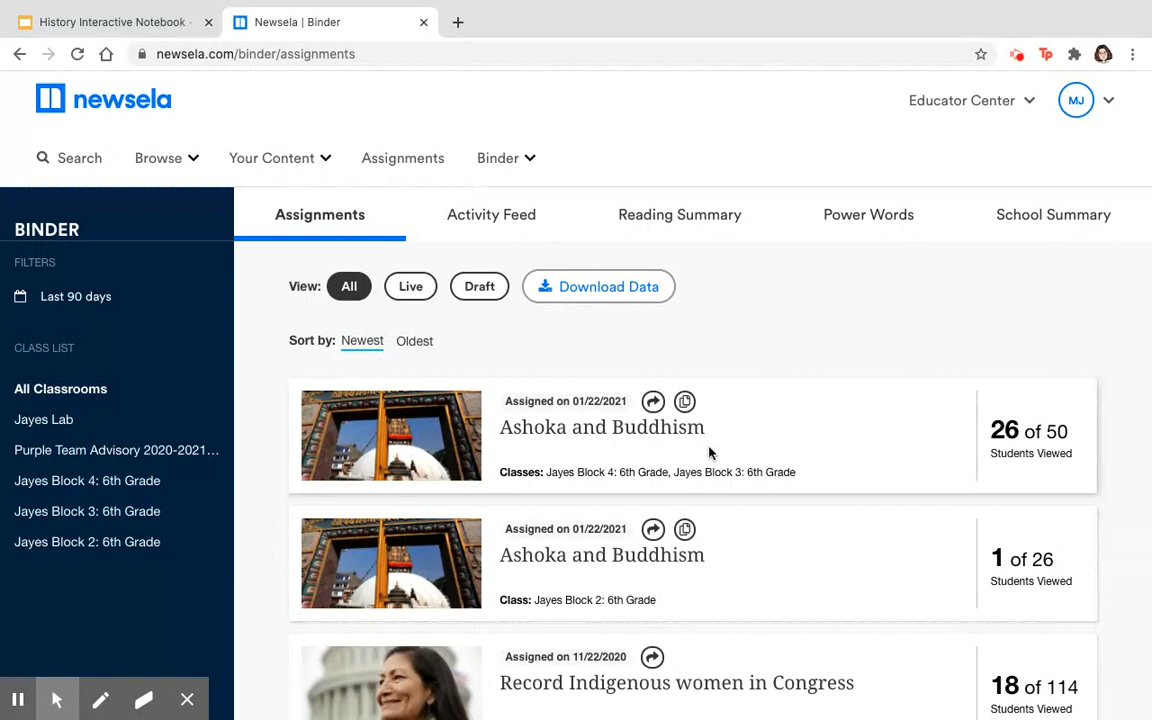 History Interactive Notebook -
Newsela | Binder
newsela.com/binder/assignments
Tp
newsela
Educator Center
MJ
Search
Browse
Your Content
Assignments
Binder
BINDER
FILTERS
Last 90 days
CLASS LIST
All Classrooms
Jayes Lab
Purple Team Advisory 2020-2021...
Jayes Block 4: 6th Grade
Jayes Block 3: 6th Grade
Jayes Block 2: 6th Grade
Assignments
Activity Feed
Reading Summary
Power Words
School Summary
View: All Live Draft Download Data
Sort by: Newest Oldest
Assigned on 01/22/2021
Ashoka and Buddhism
Classes: Jayes Block 4: 6th Grade, Jayes Block 3: 6th Grade
26 of 50
Students Viewed
Assigned on 01/22/2021
Ashoka and Buddhism
Class: Jayes Block 2: 6th Grade
1 of 26
Students Viewed
Assigned on 11/22/2020
Record Indigenous women in Congress
18 of 114
Students Viewed